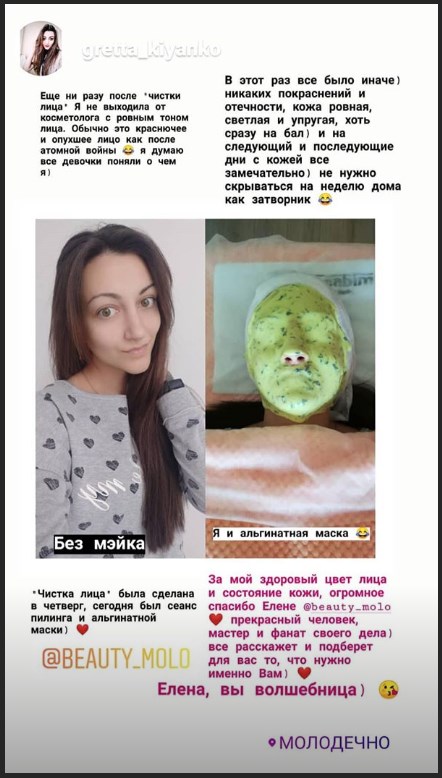 gretta_kiyanko
Еще ни разу после "чистки
лица" Я не выходила от
косметолога с ровным тоном
лица. Обычно это красночее
и опухшее лицо как после
атомной войны 😂 я думаю
все девочки поняли о чем
я)
В этот раз все было иначе)
никаких покраснений и
отечности, кожа ровная,
светлая и упругая, хоть
сразу на бал) и на
следующий и последующие
дни с кожей все
замечательно) не нужно
скрываться на неделю дома
как затворник 😂
Без мэйка
Я и альгинатная маска 😂
"Чистка лица" была сделана
в четверг, сегодня был сеанс
пилинга и альгинатной
маски) ❤️
@BEAUTY_MOLO
За мой здоровый цвет лица
и состояние кожи, огромное
спасибо Елене @beauty_molo
❤️ прекрасный человек,
мастер и фанат своего дела)
все расскажет и подберет
для вас то, что нужно
именно Вам) ❤️
Елена, вы волшебница) 😘
МОЛОДЕЧНО